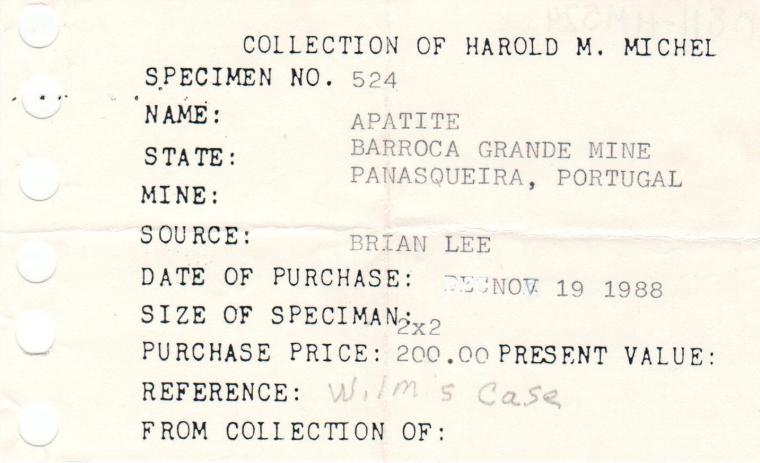 COLLECTION OF HAROLD M. MICHEL
SPECIMEN NO. 524
NAME: APATITE
STATE: BARROCA GRANDE MINE
PANASQUEIRA, PORTUGAL
MINE:
SOURCE: BRIAN LEE
DATE OF PURCHASE: NOV 19 1988
SIZE OF SPECIMAN: 2x2
PURCHASE PRICE: 200.00 PRESENT VALUE:
REFERENCE: Wilm's Case
FROM COLLECTION OF: